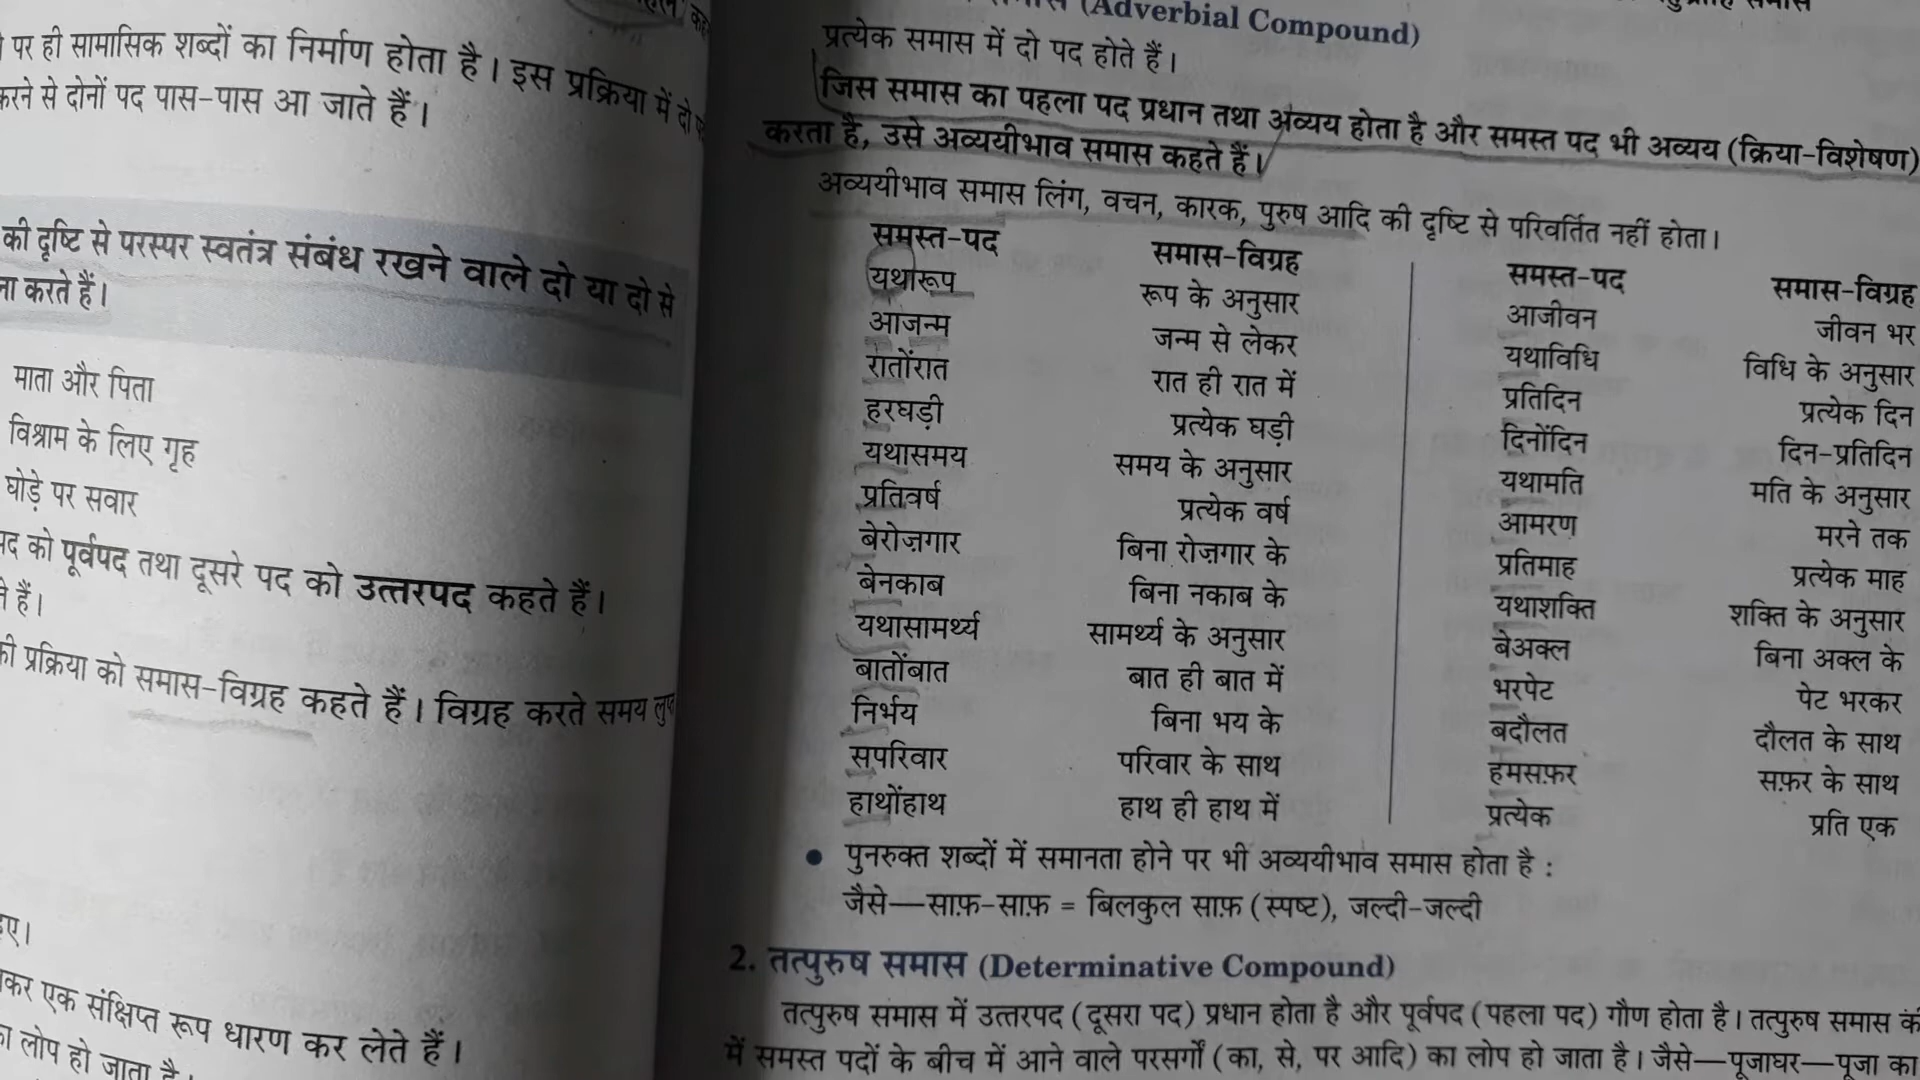 पर ही सामासिक शब्दों का निर्माण होता है। इस प्रक्रिया में दो
करने से दोनों पद पास-पास आ जाते हैं।
की दृष्टि से परस्पर स्वतंत्र संबंध रखने वाले दो या दो से
करते हैं।
माता और पिता
विश्राम के लिए गृह
घोड़े पर सवार
को पूर्वपद तथा दूसरे पद को उत्तरपद कहते हैं।
हैं।
प्रक्रिया को समास-विग्रह कहते हैं। विग्रह करते समय
एक संक्षिप्त रूप धारण कर लेते हैं।
लोप हो जाता है।
(Adverbial Compound)
प्रत्येक समास में दो पद होते हैं।
जिस समास का पहला पद प्रधान तथा अव्यय होता है और समस्त पद भी अव्यय (क्रिया-विशेषण)
करता है, उसे अव्ययीभाव समास कहते हैं।
अव्ययीभाव समास लिंग, वचन, कारक, पुरुष आदि की दृष्टि से परिवर्तित नहीं होता।
समस्त-पद समास-विग्रह समस्त-पद समास-विग्रह
यथारूप रूप के अनुसार आजीवन जीवन भर
आजन्म जन्म से लेकर यथाविधि विधि के अनुसार
रातोंरात रात ही रात में प्रतिदिन प्रत्येक दिन
हरघड़ी प्रत्येक घड़ी दिनोंदिन दिन-प्रतिदिन
यथासमय समय के अनुसार यथामति मति के अनुसार
प्रतिवर्ष प्रत्येक वर्ष आमरण मरने तक
बेरोज़गार बिना रोज़गार के प्रतिमाह प्रत्येक माह
बेनकाब बिना नकाब के यथाशक्ति शक्ति के अनुसार
यथासामर्थ्य सामर्थ्य के अनुसार बेअक्ल बिना अक्ल के
बातोंबात बात ही बात में भरपेट पेट भरकर
निर्भय बिना भय के बदौलत दौलत के साथ
सपरिवार परिवार के साथ हमसफ़र सफ़र के साथ
हाथोंहाथ हाथ ही हाथ में प्रत्येक प्रति एक
• पुनरुक्त शब्दों में समानता होने पर भी अव्ययीभाव समास होता है :
जैसे—साफ़-साफ़ = बिलकुल साफ़ (स्पष्ट), जल्दी-जल्दी
2. तत्पुरुष समास (Determinative Compound)
तत्पुरुष समास में उत्तरपद (दूसरा पद) प्रधान होता है और पूर्वपद (पहला पद) गौण होता है। तत्पुरुष समास
में समस्त पदों के बीच में आने वाले परसर्गों (का, से, पर आदि) का लोप हो जाता है। जैसे—पूजाघर—पूजा का